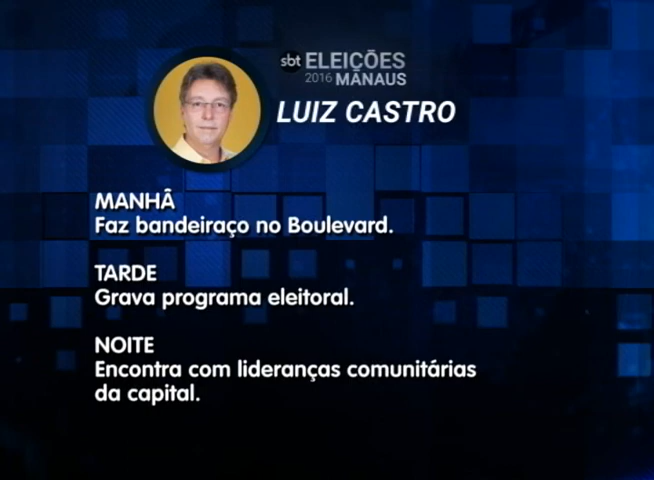 sbt ELEIÇÕES
2016 MANAUS
LUIZ CASTRO
MANHÃ
Faz bandeiraço no Boulevard.
TARDE
Grava programa eleitoral.
NOITE
Encontra com lideranças comunitárias
da capital.